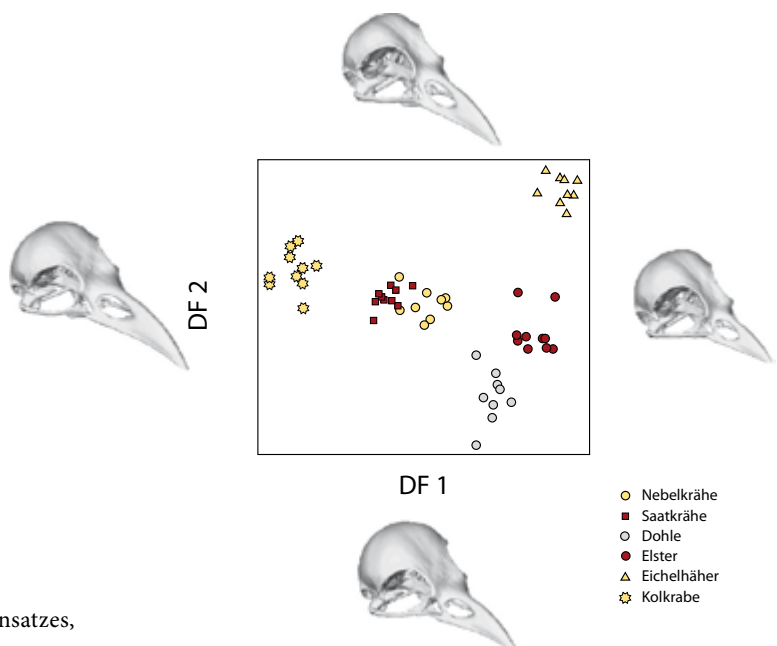 DF 2
DF 1
Nebelkrähe
Saatkrähe
Dohle
Elster
Eichelhäher
Kolkrabe
nsatzes,